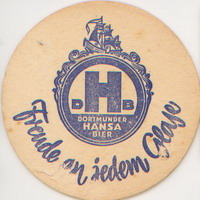 D H B
DORTMUNDER
HANSA
BIER
Freude an jedem Glase